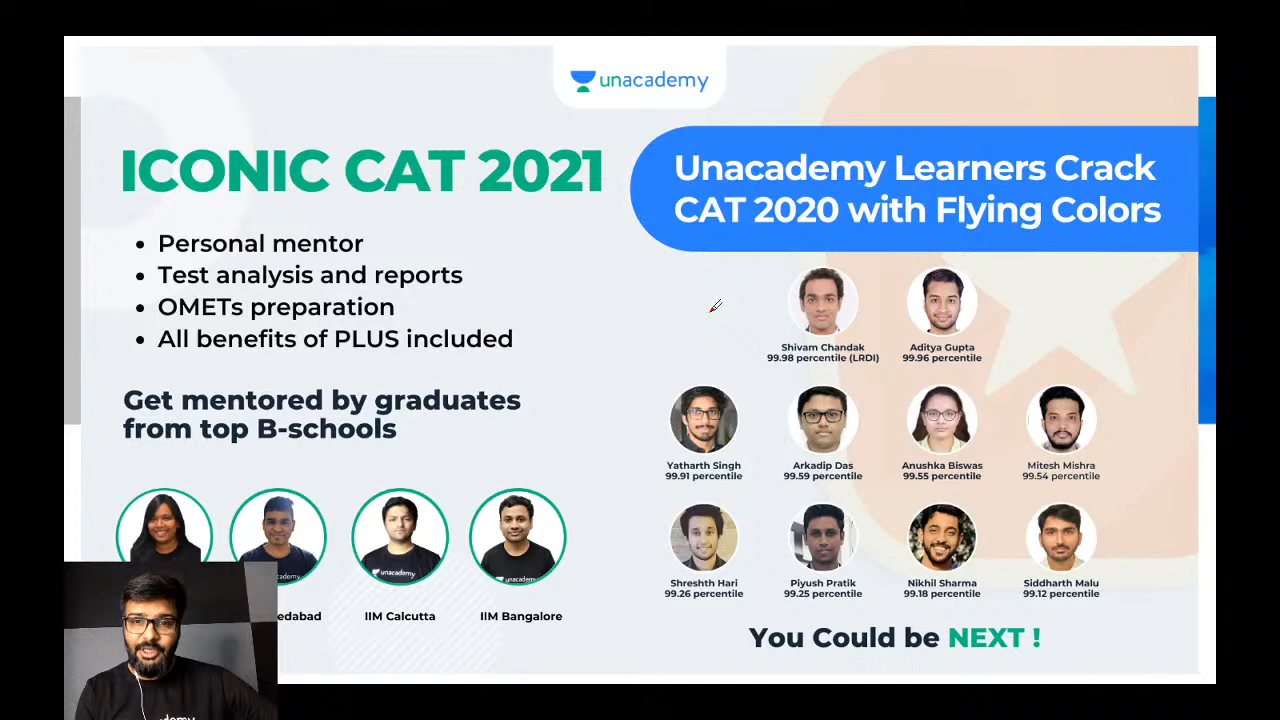 unacademy
ICONIC CAT 2021
Unacademy Learners Crack
CAT 2020 with Flying Colors
• Personal mentor
• Test analysis and reports
• OMETs preparation
• All benefits of PLUS included
Get mentored by graduates
from top B-schools
Shivam Chandak
99.98 percentile (LRDI)
Aditya Gupta
99.96 percentile
Yatharth Singh
99.91 percentile
Arkadip Das
99.59 percentile
Anushka Biswas
99.55 percentile
Mitesh Mishra
99.54 percentile
Shreshth Hari
99.26 percentile
Piyush Pratik
99.25 percentile
Nikhil Sharma
99.18 percentile
Siddharth Malu
99.12 percentile
unacademy
unacademy
edabad
IIM Calcutta
IIM Bangalore
You Could be NEXT !